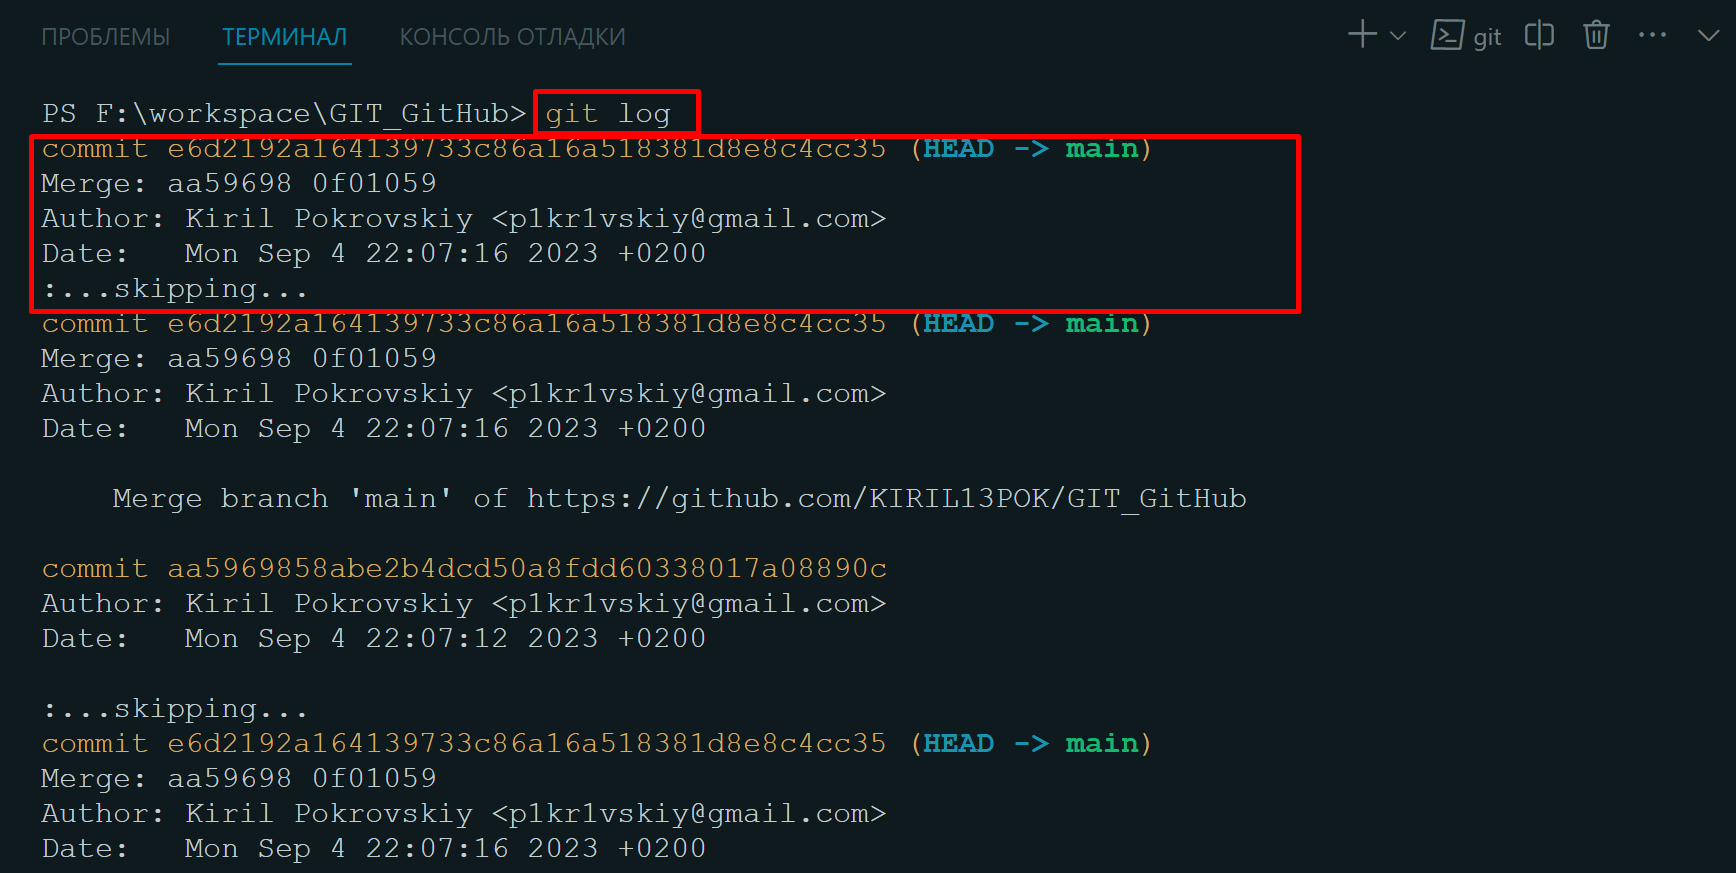 ПРОБЛЕМЫ ТЕРМИНАЛ КОНСОЛЬ ОТЛАДКИ git
PS F:\workspace\GIT_GitHub> git log
commit e6d2192a164139733c86a16a518381d8e8c4cc35 (HEAD -> main)
Merge: aa59698 0f01059
Author: Kiril Pokrovskiy <p1kr1vskiy@gmail.com>
Date:   Mon Sep 4 22:07:16 2023 +0200
:...skipping...
commit e6d2192a164139733c86a16a518381d8e8c4cc35 (HEAD -> main)
Merge: aa59698 0f01059
Author: Kiril Pokrovskiy <p1kr1vskiy@gmail.com>
Date:   Mon Sep 4 22:07:16 2023 +0200
Merge branch 'main' of https://github.com/KIRIL13POK/GIT_GitHub
commit aa5969858abe2b4dcd50a8fdd60338017a08890c
Author: Kiril Pokrovskiy <p1kr1vskiy@gmail.com>
Date:   Mon Sep 4 22:07:12 2023 +0200
:...skipping...
commit e6d2192a164139733c86a16a518381d8e8c4cc35 (HEAD -> main)
Merge: aa59698 0f01059
Author: Kiril Pokrovskiy <p1kr1vskiy@gmail.com>
Date:   Mon Sep 4 22:07:16 2023 +0200